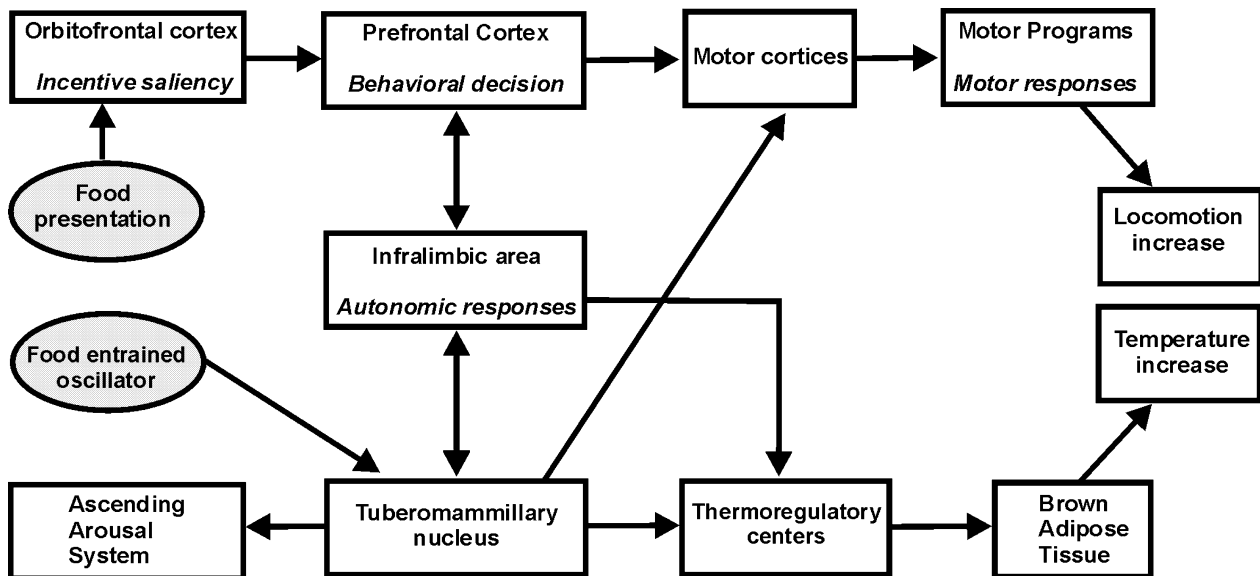 Orbitofrontal cortex
Incentive saliency
Prefrontal Cortex
Behavioral decision
Motor cortices
Motor Programs
Motor responses
Food
presentation
Locomotion
increase
Infralimbic area
Autonomic responses
Food entrained
oscillator
Temperature
increase
Ascending
Arousal
System
Tuberomammillary
nucleus
Thermoregulatory
centers
Brown
Adipose
Tissue